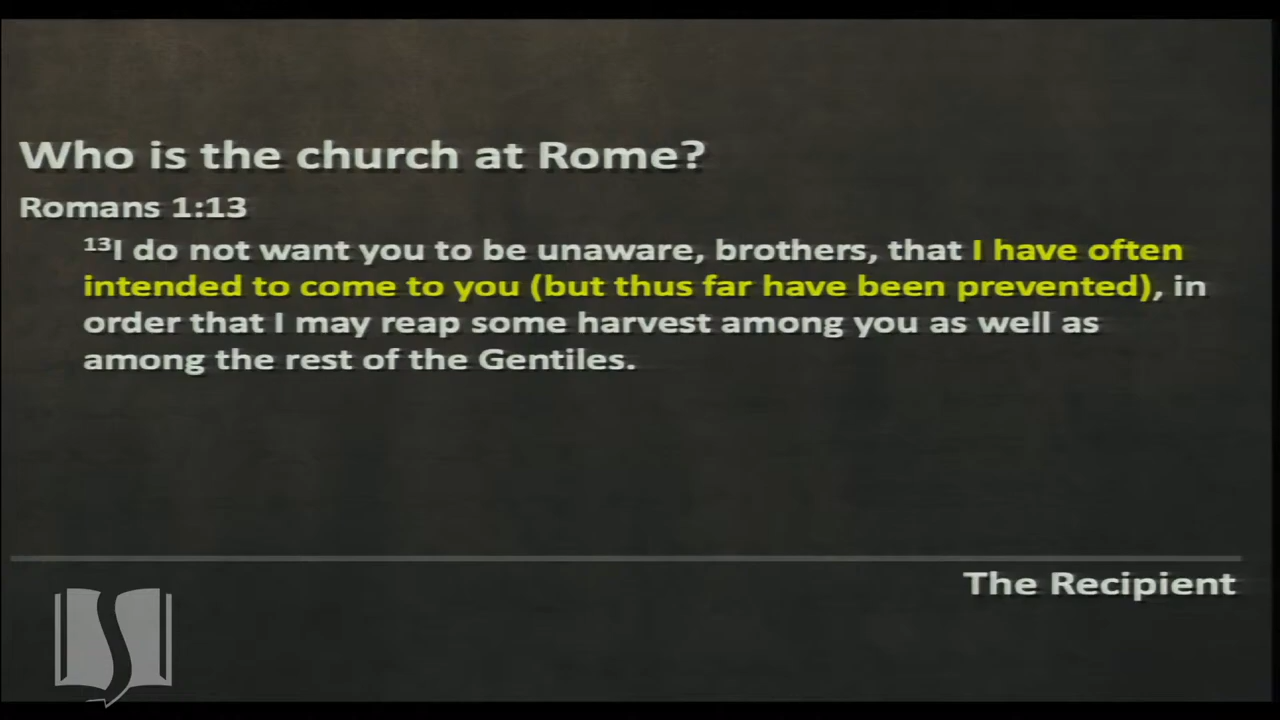 Who is the church at Rome?
Romans 1:13
¹³I do not want you to be unaware, brothers, that I have often
intended to come to you (but thus far have been prevented), in
order that I may reap some harvest among you as well as
among the rest of the Gentiles.
The Recipient